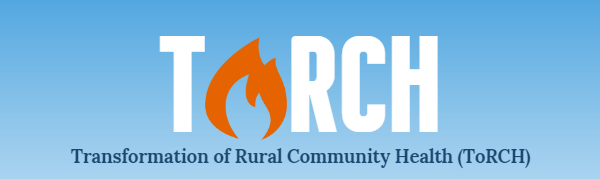 TORCH
Transformation of Rural Community Health (ToRCH)